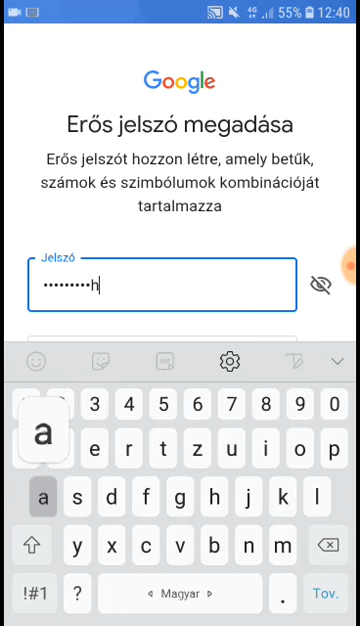 55% 12:40
Google
Erős jelszó megadása
Erős jelszót hozzon létre, amely betűk,
számok és szimbólumok kombinációját
tartalmazza
Jelszó
•••••••••h
GIF
3 4 5 6 7 8 9 0
a
e r t z u i o p
a s d f g h j k l
y x c v b n m
!#1 ? Magyar . Tov.